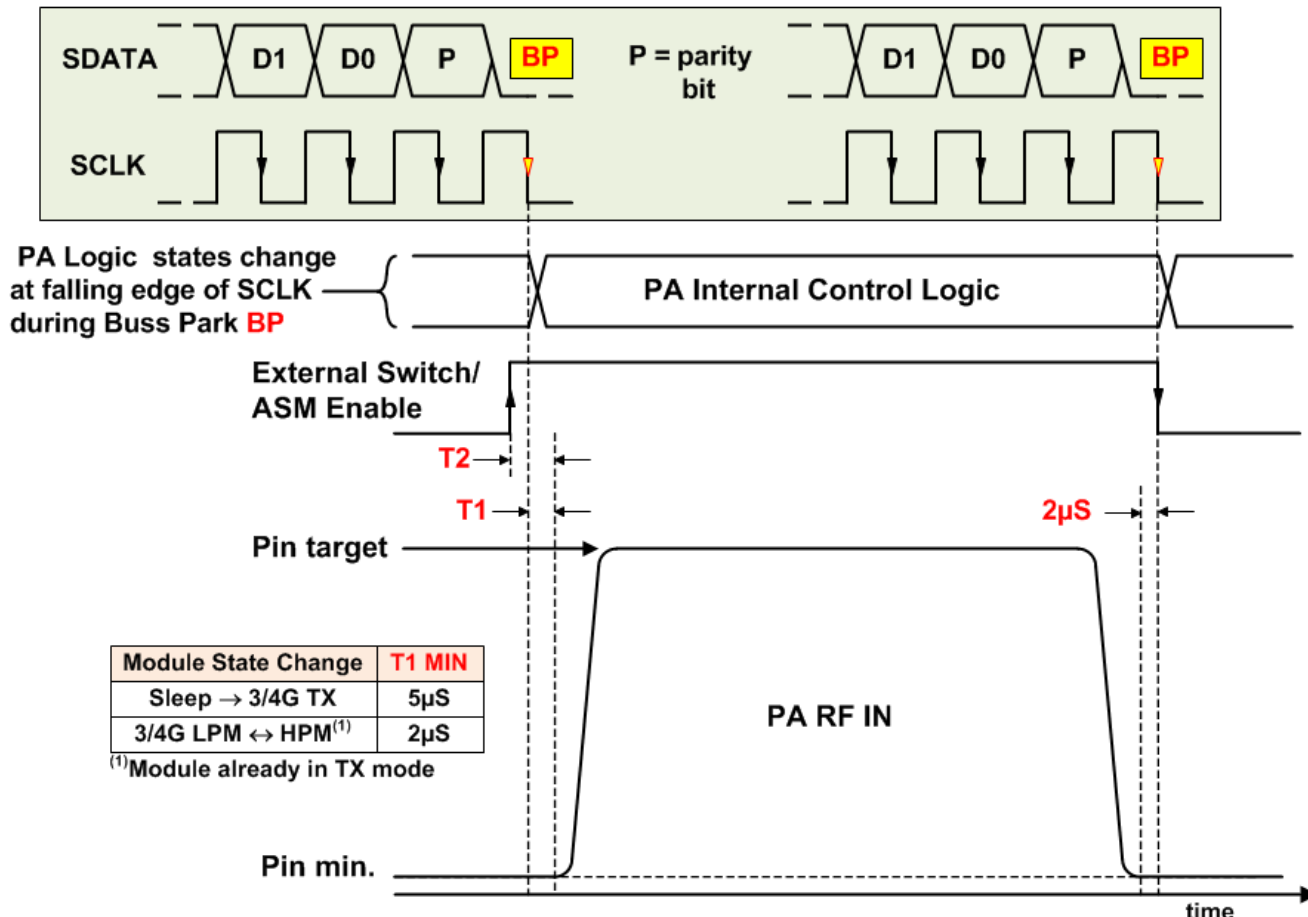 SDATA
D1 D0 P BP
P = parity
bit
D1 D0 P BP
SCLK
PA Logic states change
at falling edge of SCLK
during Buss Park BP
PA Internal Control Logic
External Switch/
ASM Enable
T2
T1
2µS
Pin target
Module State Change T1 MIN
Sleep → 3/4G TX 5µS
3/4G LPM ↔ HPM(1) 2µS
(1)Module already in TX mode
PA RF IN
Pin min.
time